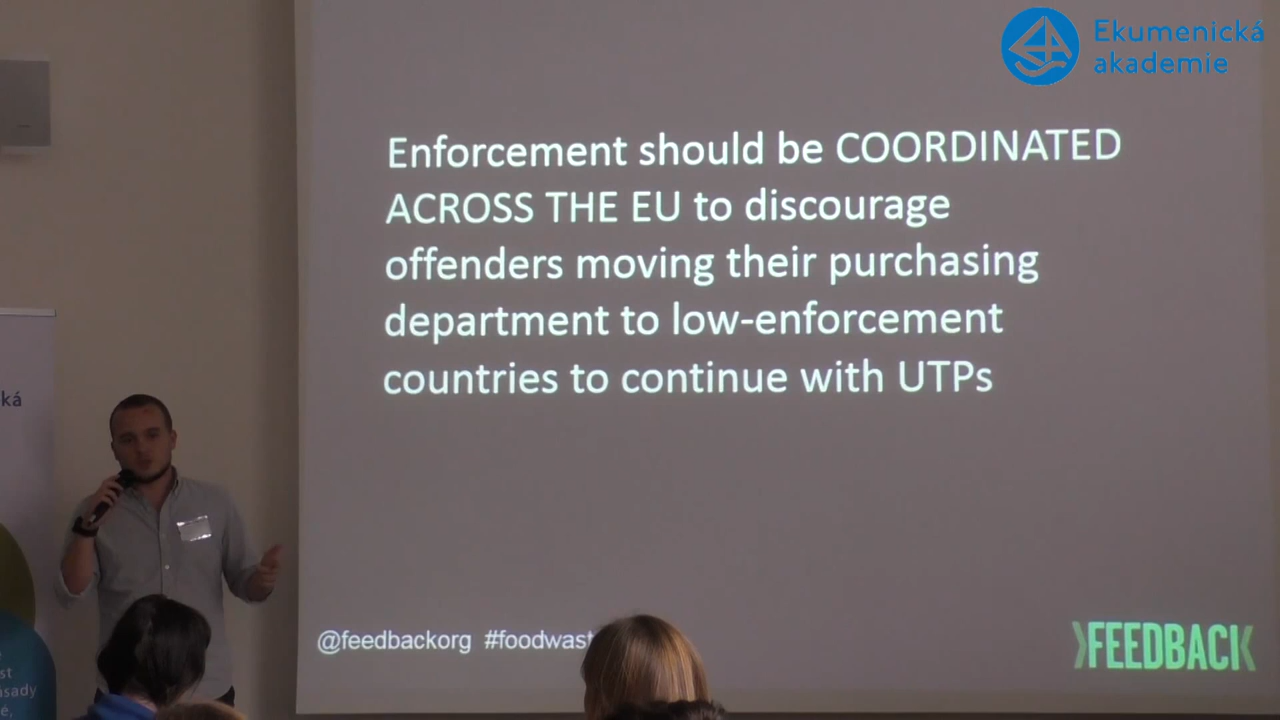 Ekumenická
akademie
Enforcement should be COORDINATED
ACROSS THE EU to discourage
offenders moving their purchasing
department to low-enforcement
countries to continue with UTPs
ká
@feedbackorg
FEEDBACK